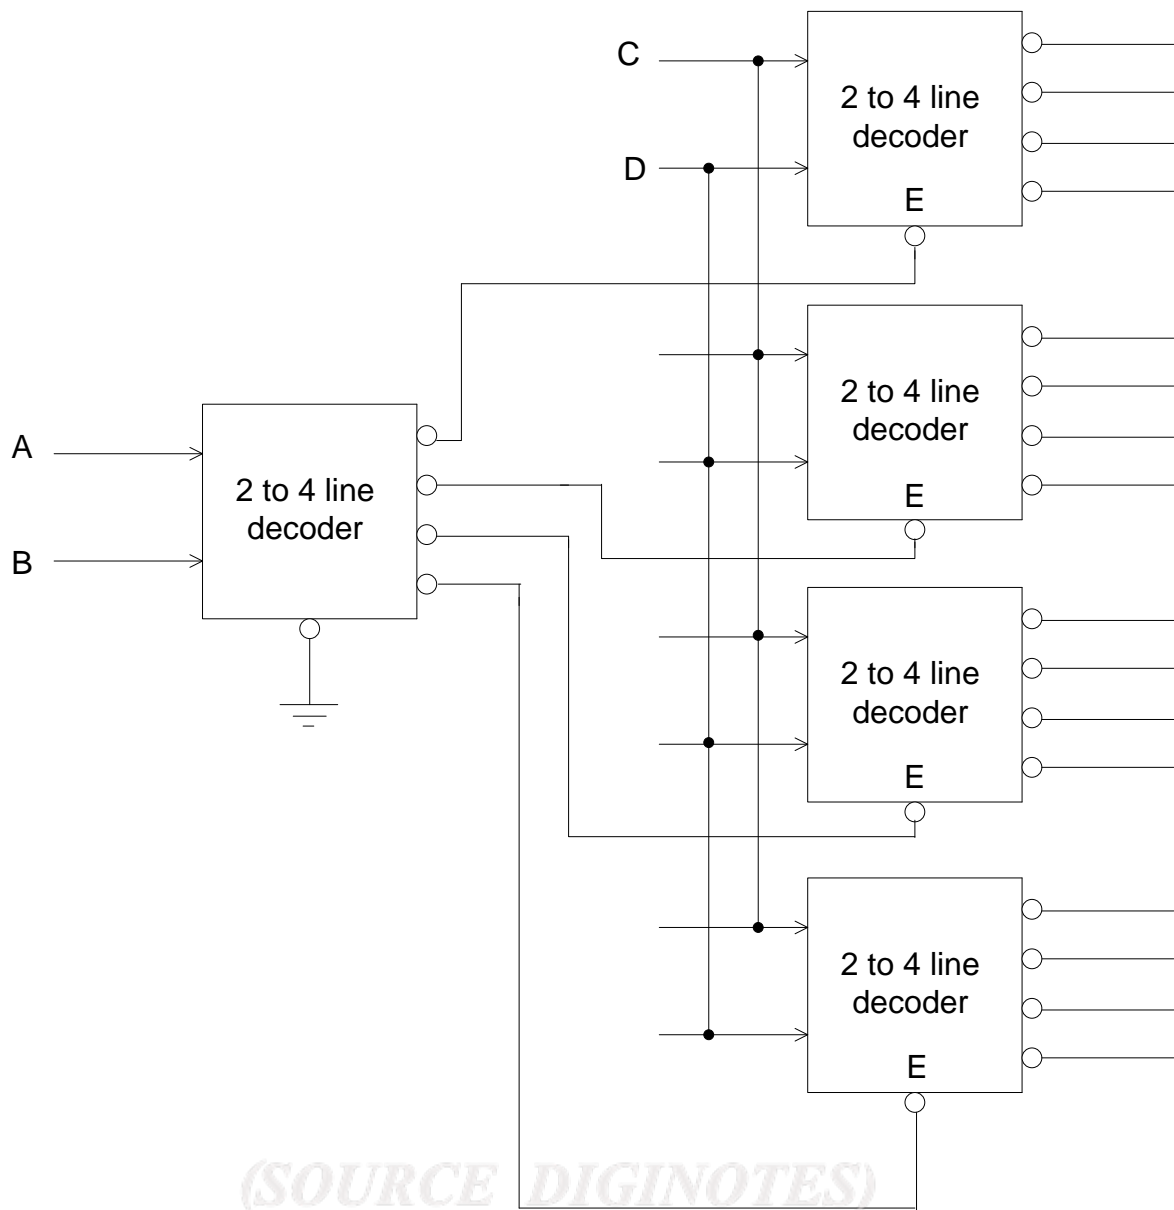 C
2 to 4 line
decoder
D
E
2 to 4 line
decoder
E
A
2 to 4 line
decoder
B
2 to 4 line
decoder
E
2 to 4 line
decoder
E
(SOURCE DIGINOTES)